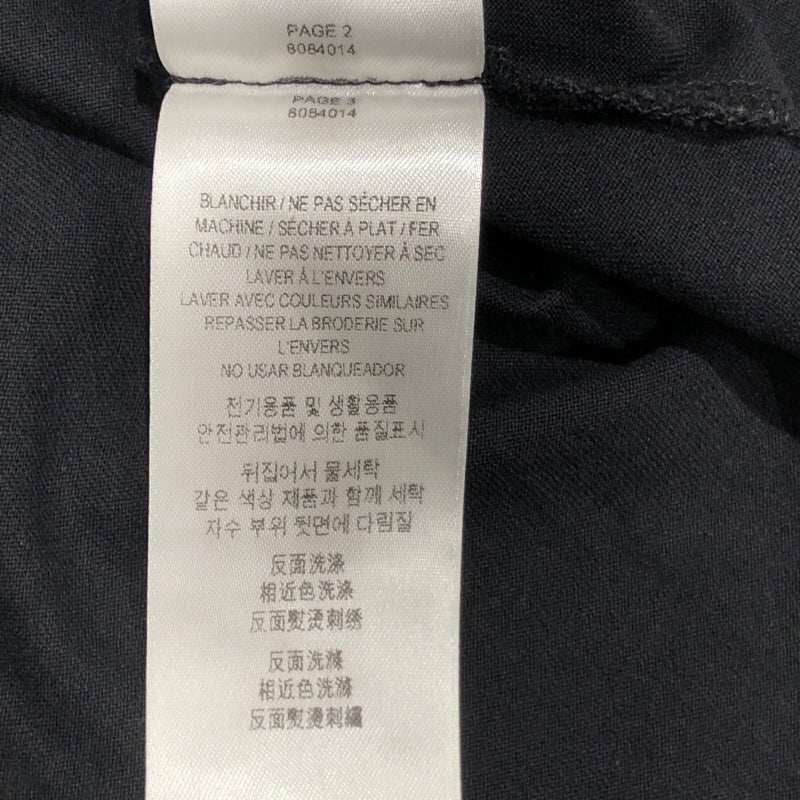 PAGE 2
8084014
PAGE 3
8084014
BLANCHIR / NE PAS SÉCHER EN
MACHINE / SÉCHER À PLAT / FER
CHAUD / NE PAS NETTOYER À SEC
LAVER À L'ENVERS
LAVER AVEC COULEURS SIMILAIRES
REPASSER LA BRODERIE SUR
L'ENVERS
NO USAR BLANQUEADOR
전기용품 및 생활용품
안전관리법에 의한 품질표시
뒤집어서 물세탁
같은 색상 제품과 함께 세탁
자수 부위 뒷면에 다림질
反面洗涤
相近色洗涤
反面熨烫刺绣
反面洗滌
相近色洗滌
反面熨燙刺繡